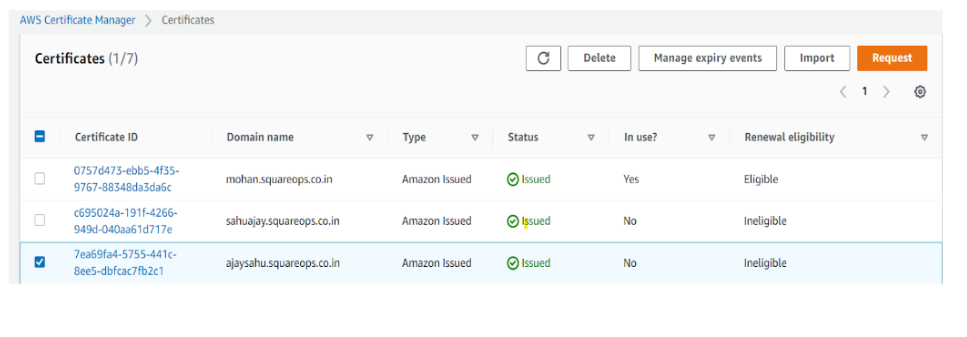 AWS Certificate Manager > Certificates
Certificates (1/7)
Delete
Manage expiry events
Import
Request
< 1 >
Certificate ID
Domain name
Type
Status
In use?
Renewal eligibility
0757d473-ebb5-4f35-
9767-88348da3da6c
mohan.squareops.co.in
Amazon Issued
Issued
Yes
Eligible
c695024a-191f-4266-
949d-040aa61d717e
sahuajay.squareops.co.in
Amazon Issued
Issued
No
Ineligible
7ea69fa4-5755-441c-
8ee5-dbfcac7fb2c1
ajaysahu.squareops.co.in
Amazon Issued
Issued
No
Ineligible